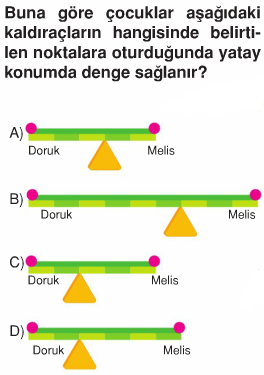 Buna göre çocuklar aşağıdaki
kaldıraçların hangisinde belirti-
len noktalara oturduğunda yatay
konumda denge sağlanır?
A)
Doruk Melis
B)
Doruk Melis
C)
Doruk Melis
D)
Doruk Melis